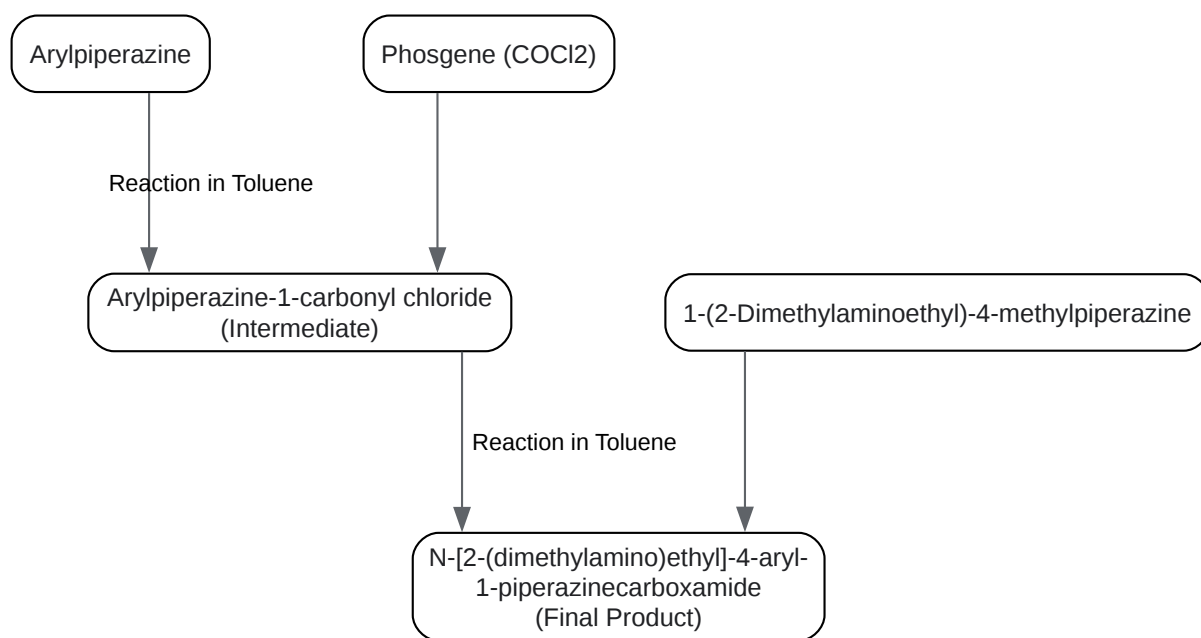 Arylpiperazine
Phosgene (COCl2)
Reaction in Toluene
Arylpiperazine-1-carbonyl chloride
(Intermediate)
1-(2-Dimethylaminoethyl)-4-methylpiperazine
Reaction in Toluene
N-[2-(dimethylamino)ethyl]-4-aryl-
1-piperazinecarboxamide
(Final Product)